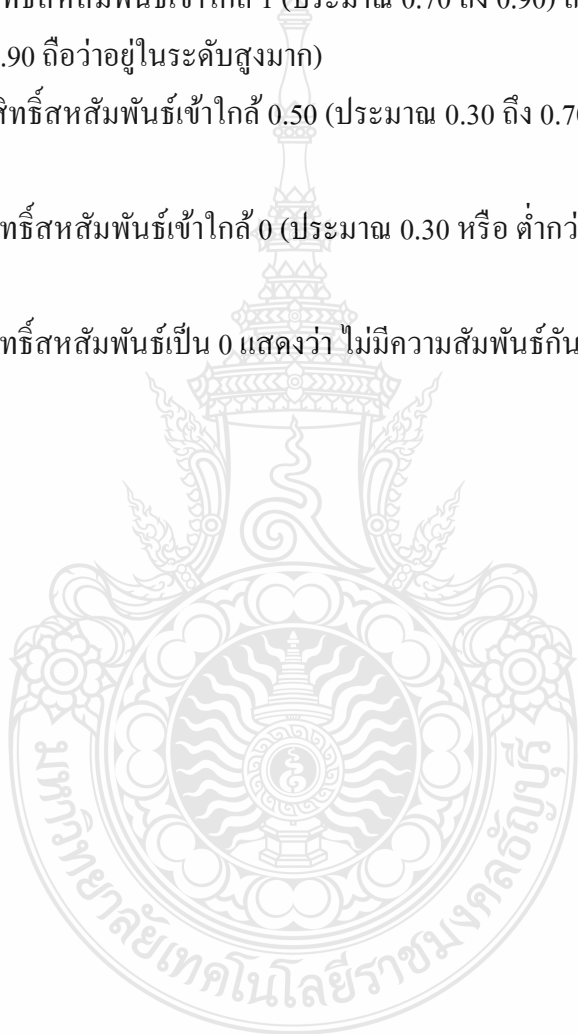 ทธิ์สหสัมพันธ์เข้าใกล้ 1 (ประมาณ 0.70 ถึง 0.90)
.90 ถือว่าอยู่ในระดับสูงมาก)
สิทธิ์สหสัมพันธ์เข้าใกล้ 0.50 (ประมาณ 0.30 ถึง 0.70
ทธิ์สหสัมพันธ์เข้าใกล้ 0 (ประมาณ 0.30 หรือ ต่ำกว่
ทธิ์สหสัมพันธ์เป็น 0 แสดงว่า ไม่มีความสัมพันธ์กัน
มหาวิทยาลัยเทคโนโลยีราชมงคลธัญบุรี